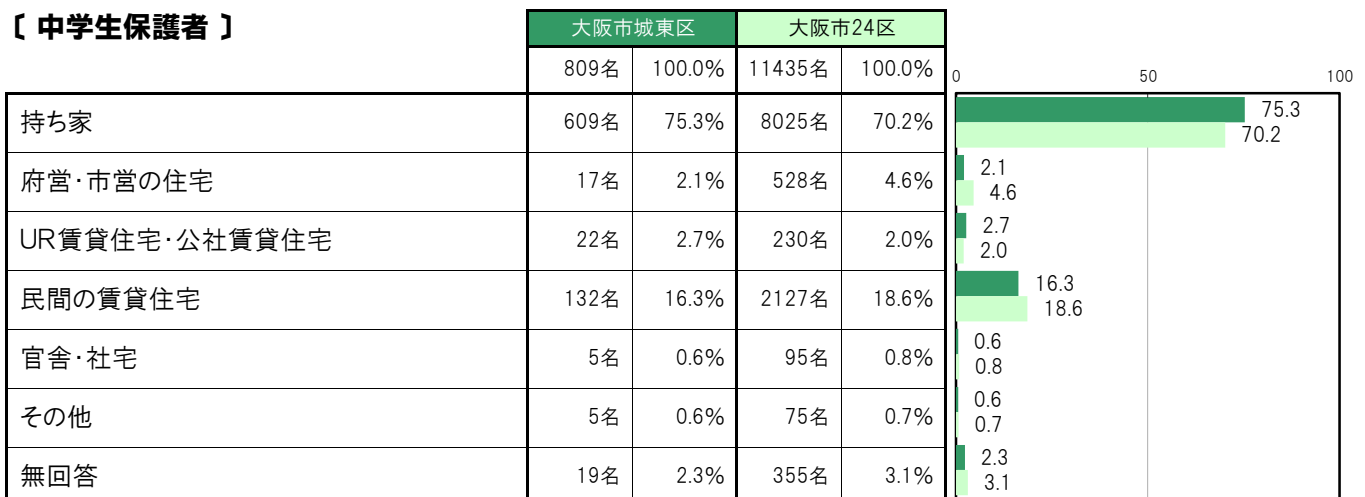 〔 中学生保護者 〕
大阪市城東区 大阪市24区
809名 100.0% 11435名 100.0%
0 50 100
持ち家 609名 75.3% 8025名 70.2% 75.3
70.2
府営･市営の住宅 17名 2.1% 528名 4.6% 2.1
4.6
UR賃貸住宅･公社賃貸住宅 22名 2.7% 230名 2.0% 2.7
2.0
民間の賃貸住宅 132名 16.3% 2127名 18.6% 16.3
18.6
官舎･社宅 5名 0.6% 95名 0.8% 0.6
0.8
その他 5名 0.6% 75名 0.7% 0.6
0.7
無回答 19名 2.3% 355名 3.1% 2.3
3.1